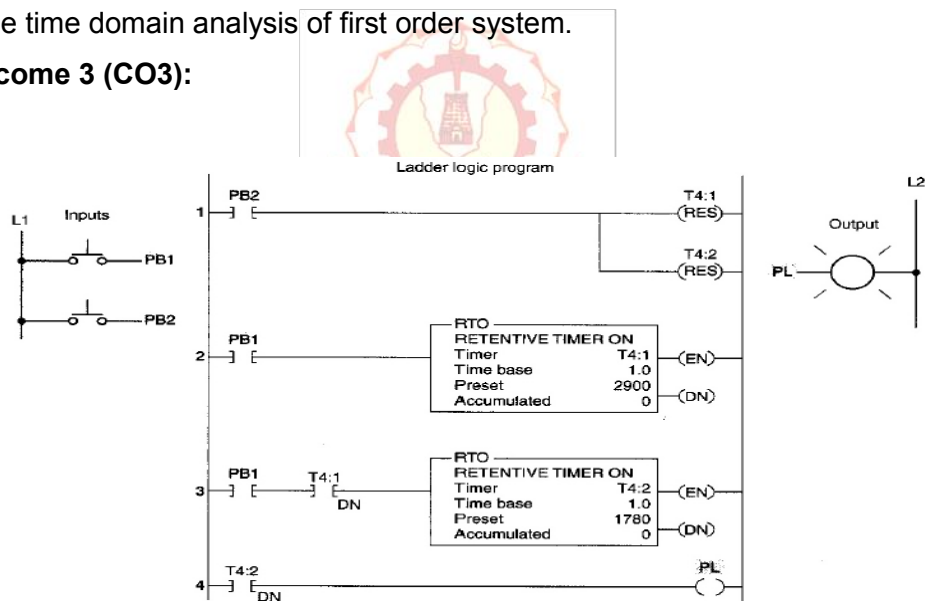 e time domain analysis of first order system.
come 3 (CO3):
Ladder logic program
L1
Inputs
PB1
PB2
1
PB2
T4:1
(RES)
T4:2
(RES)
L2
Output
PL
2
PB1
RTO
RETENTIVE TIMER ON
Timer T4:1
Time base 1.0
Preset 2900
Accumulated 0
(EN)
(DN)
3
PB1
T4:1
DN
RTO
RETENTIVE TIMER ON
Timer T4:2
Time base 1.0
Preset 1780
Accumulated 0
(EN)
(DN)
4
T4:2
DN
PL